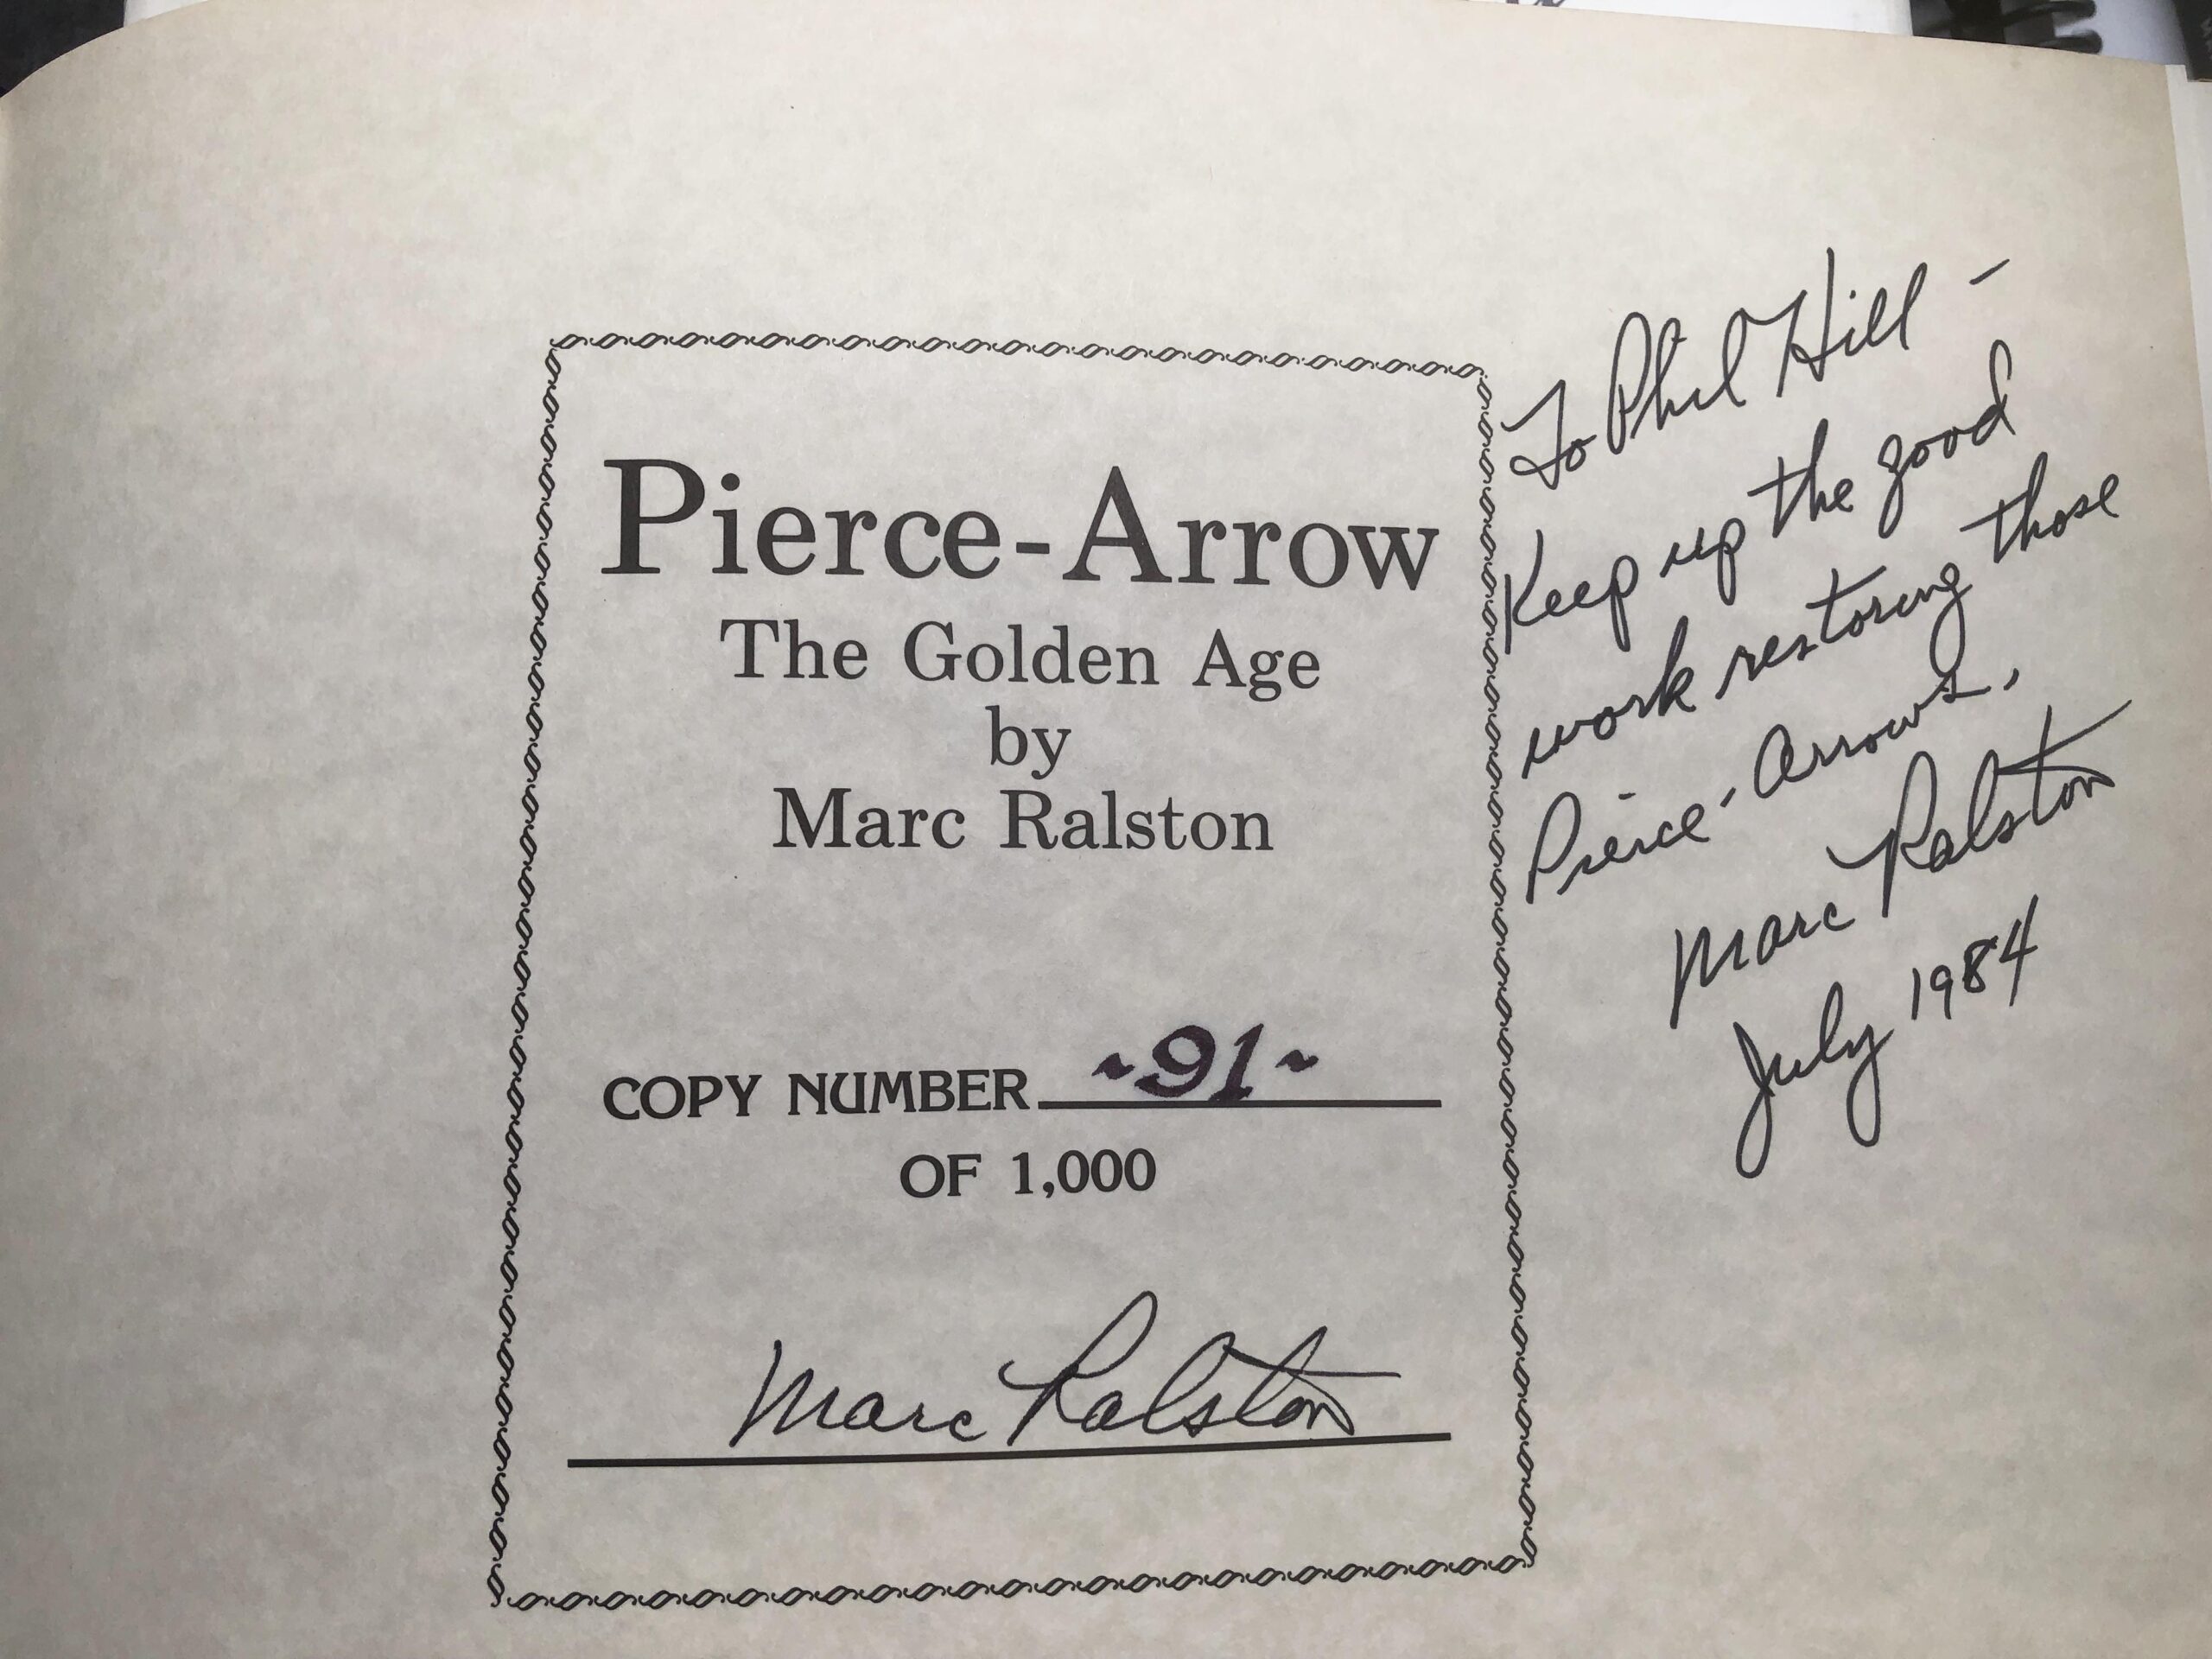 Pierce-Arrow
The Golden Age
by
Marc Ralston
COPY NUMBER ~91~
OF 1,000
Marc Ralston
To Phil Hill -
Keep up the good
work restoring those
Pierce-Arrows.
Marc Ralston
July 1984